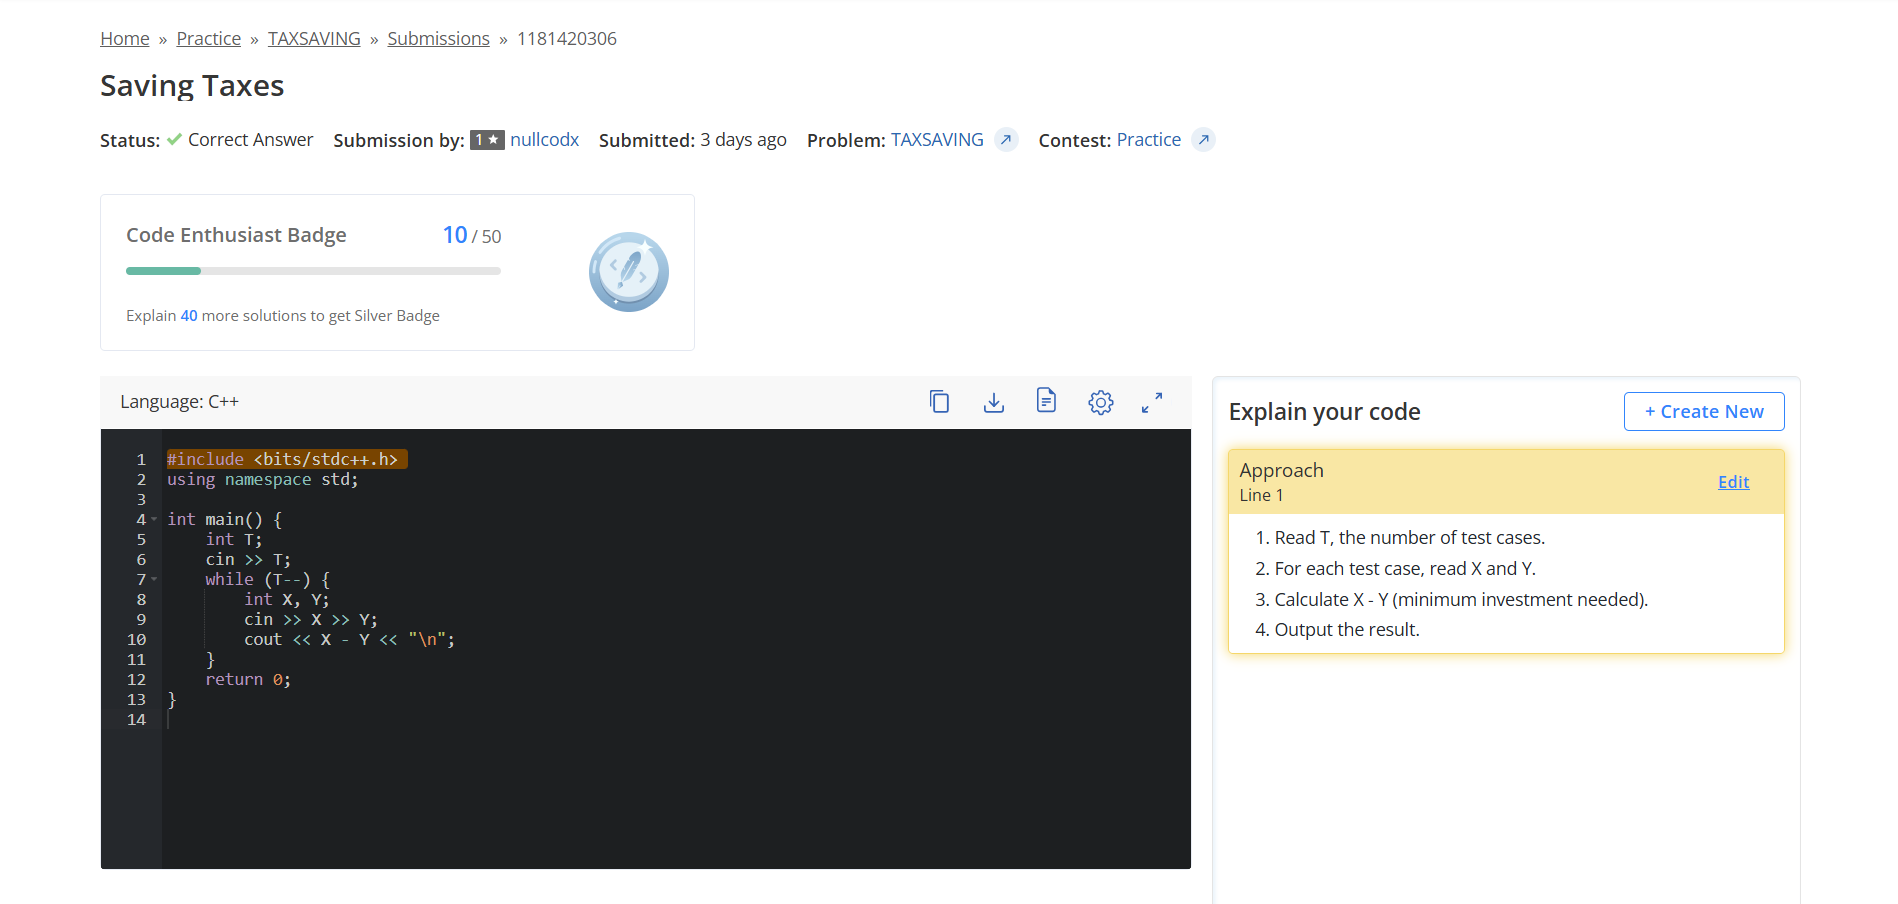 Home » Practice » TAXSAVING » Submissions » 1181420306
Saving Taxes
Status: Correct Answer Submission by: 1★ nullcodx Submitted: 3 days ago Problem: TAXSAVING Contest: Practice
Code Enthusiast Badge 10 / 50
Explain 40 more solutions to get Silver Badge
Language: C++
1 #include <bits/stdc++.h>
2 using namespace std;
3
4 int main() {
5     int T;
6     cin >> T;
7     while (T--) {
8         int X, Y;
9         cin >> X >> Y;
10         cout << X - Y << "\n";
11     }
12     return 0;
13 }
14
Explain your code + Create New
Approach
Line 1
Edit
1. Read T, the number of test cases.
2. For each test case, read X and Y.
3. Calculate X - Y (minimum investment needed).
4. Output the result.